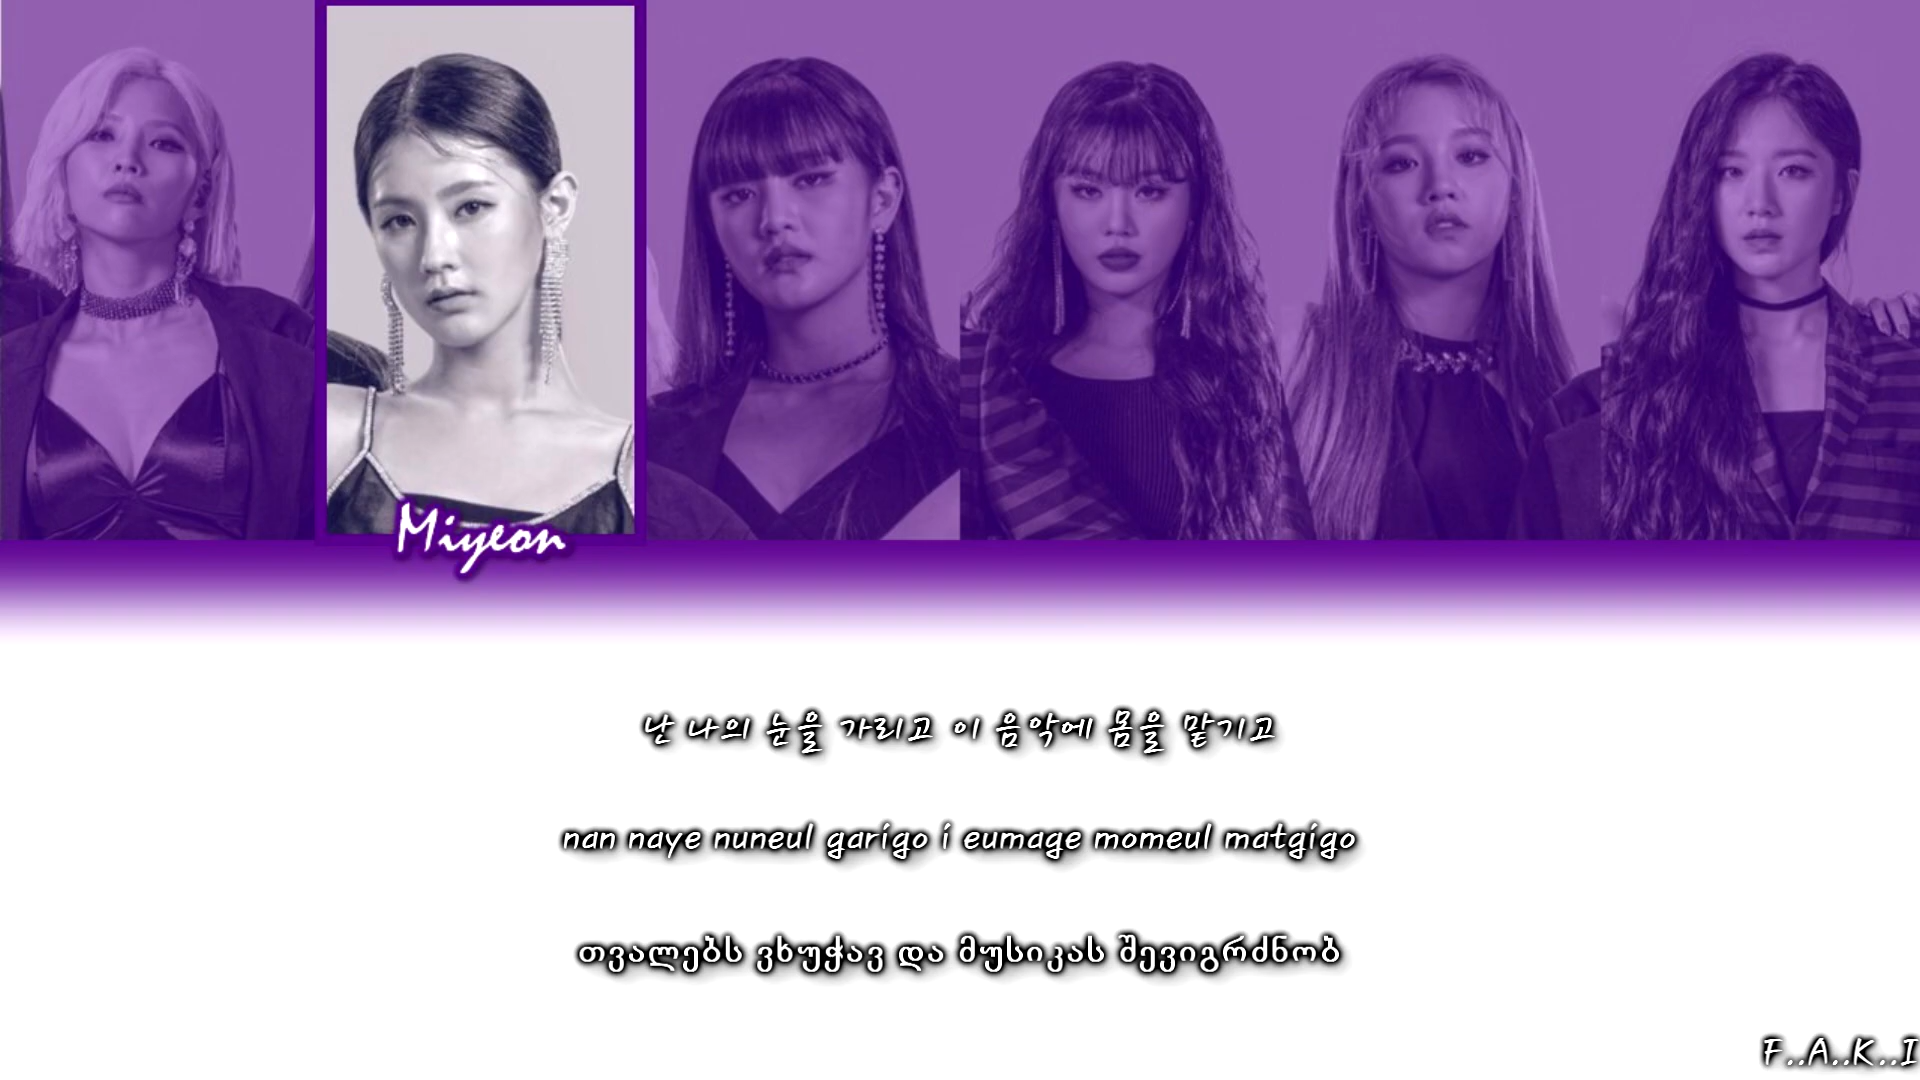 Miyeon
난 나의 눈을 가리고 이 음악에 몸을 맡기고
nan naye nuneul garigo i eumage momeul matgigo
თვალებს ვხუჭავ და მუსიკას შევიგრძნობ
F..A..K..I